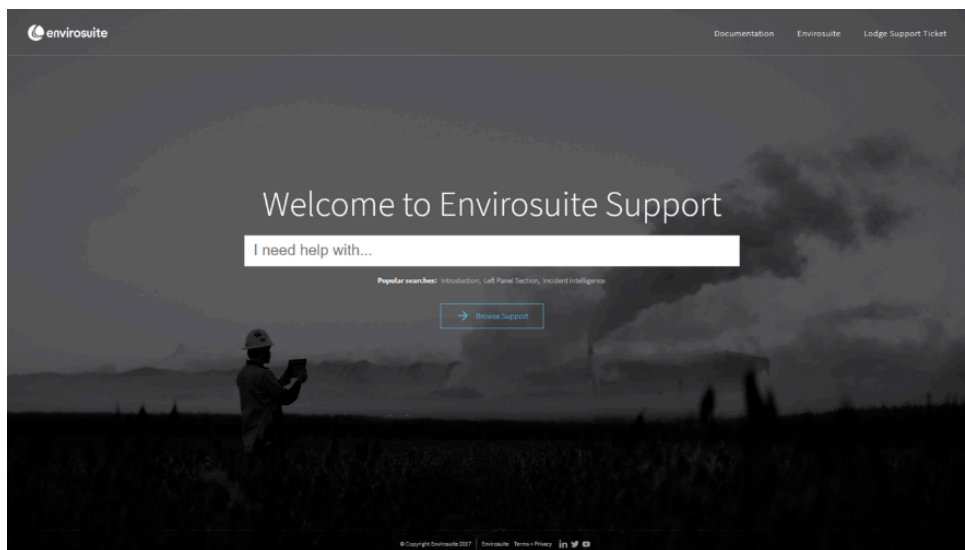 envirosuite
Documentation Envirosuite Lodge Support Ticket
Welcome to Envirosuite Support
I need help with...
Popular searches: Introduction, Left Panel Section, Incident Intelligence
Browse Support
© Copyright Envirosuite 2017 Envirosuite Terms + Privacy